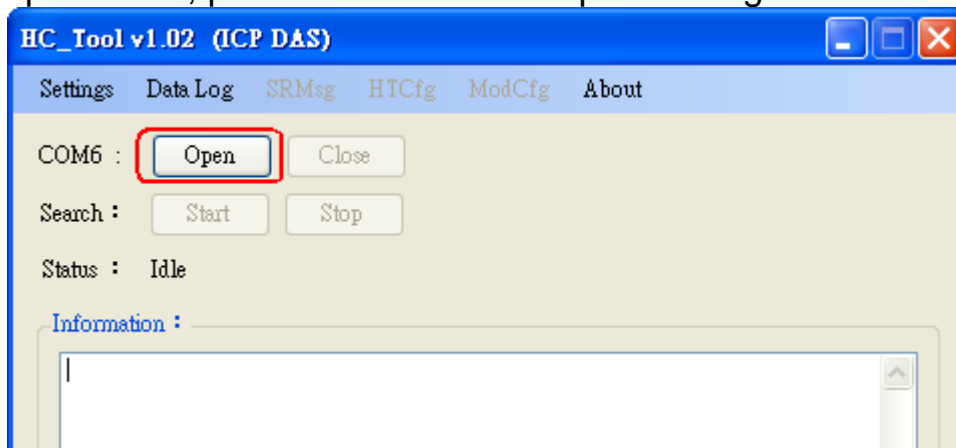 HC_Tool v1.02 (ICP DAS)
Settings Data Log SRMsg HTCfg ModCfg About
COM6 : Open Close
Search : Start Stop
Status : Idle
Information :